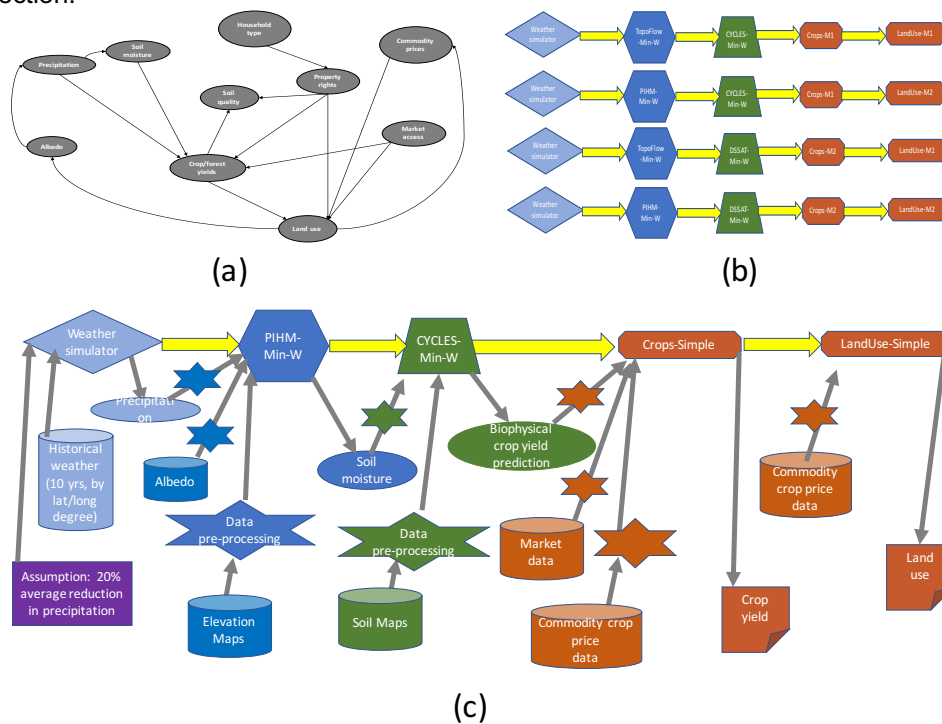 ection.
Household
type
Soil
moisture
Commodity
prices
Precipitation
Property
rights
Soil
quality
Market
access
Albedo
Crop/forest
yields
Land use
(a)
Weather
simulator
TopoFlow
-Min-W
CYCLES-
Min-W
Crops-M1
LandUse-M1
Weather
simulator
PIHM-
Min-W
CYCLES-
Min-W
Crops-M1
LandUse-M2
Weather
simulator
TopoFlow
-Min-W
DSSAT-
Min-W
Crops-M2
LandUse-M1
Weather
simulator
PIHM-
Min-W
DSSAT-
Min-W
Crops-M2
LandUse-M2
(b)
Weather
simulator
PIHM-
Min-W
CYCLES-
Min-W
Crops-Simple
LandUse-Simple
Precipitati
on
Historical
weather
(10 yrs, by
lat/long
degree)
Albedo
Soil
moisture
Biophysical
crop yield
prediction
Commodity
crop price
data
Data
pre-processing
Data
pre-processing
Market
data
Assumption: 20%
average reduction
in precipitation
Elevation
Maps
Soil Maps
Commodity crop
price
data
Crop
yield
Land
use
(c)